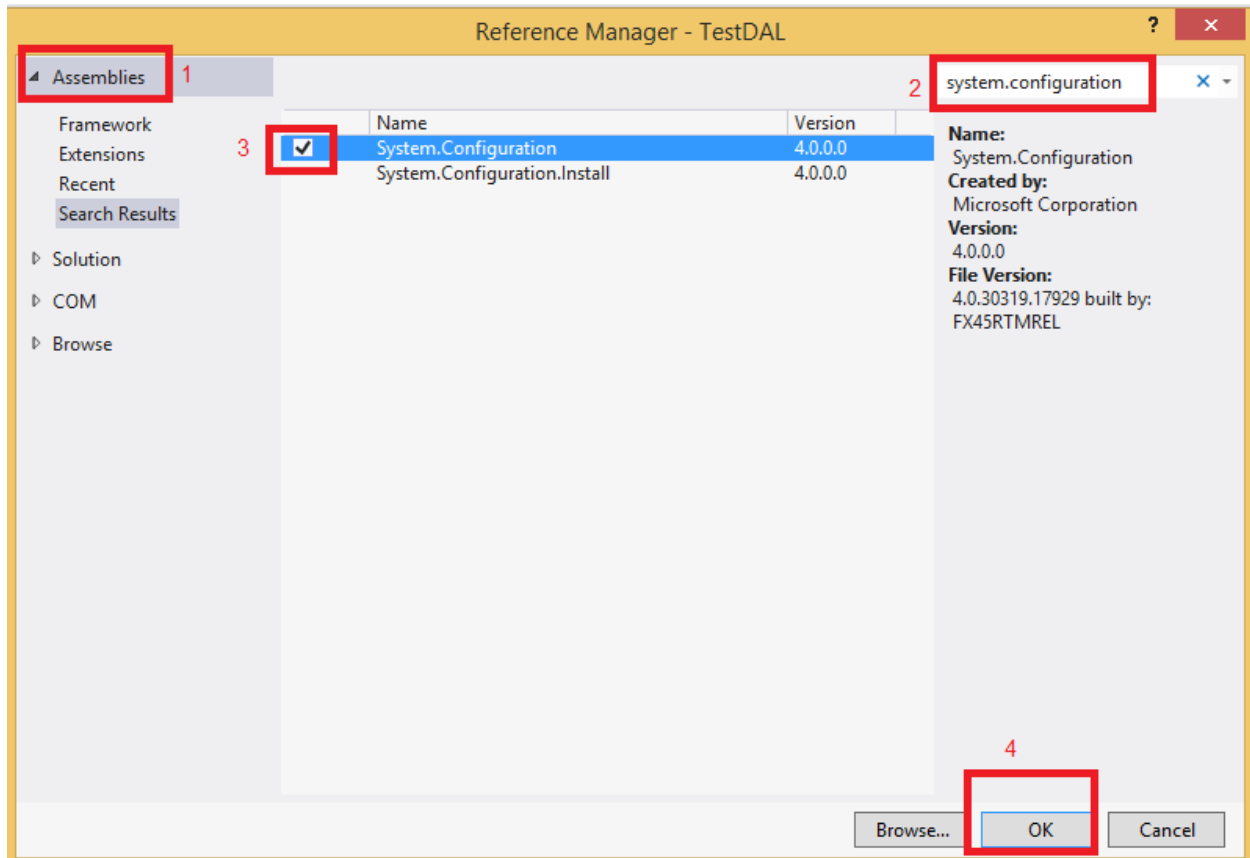 Reference Manager - TestDAL
?
×
Assemblies
1
2
system.configuration
Framework
Extensions
Recent
Search Results
Solution
COM
Browse
3
Name Version
System.Configuration 4.0.0.0
System.Configuration.Install 4.0.0.0
Name:
System.Configuration
Created by:
Microsoft Corporation
Version:
4.0.0.0
File Version:
4.0.30319.17929 built by:
FX45RTMREL
4
Browse... OK Cancel